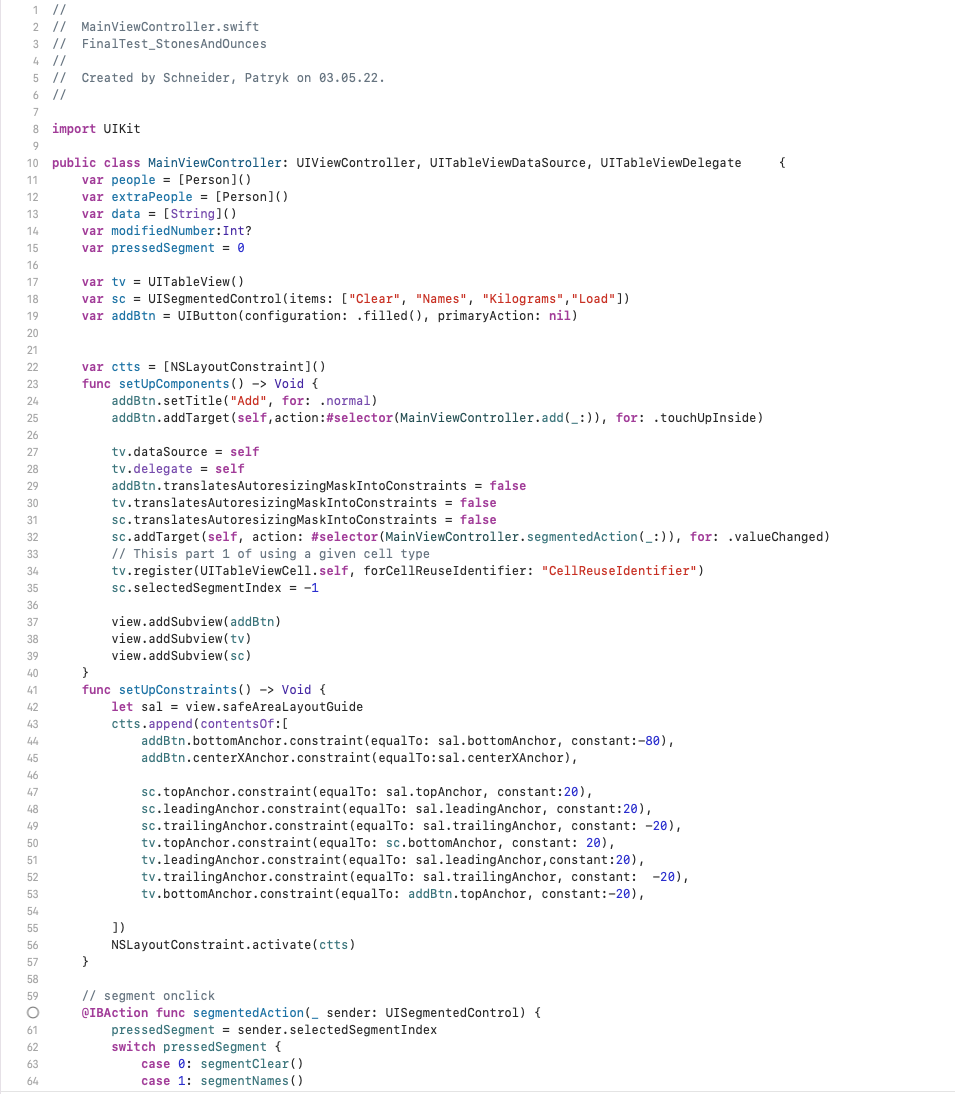 1 //
2 //  MainViewController.swift
3 //  FinalTest_StonesAndOunces
4 //
5 //  Created by Schneider, Patryk on 03.05.22.
6 //
7
8 import UIKit
9
10 public class MainViewController: UIViewController, UITableViewDataSource, UITableViewDelegate     {
11     var people = [Person]()
12     var extraPeople = [Person]()
13     var data = [String]()
14     var modifiedNumber:Int?
15     var pressedSegment = 0
16
17     var tv = UITableView()
18     var sc = UISegmentedControl(items: ["Clear", "Names", "Kilograms","Load"])
19     var addBtn = UIButton(configuration: .filled(), primaryAction: nil)
20
21
22     var ctts = [NSLayoutConstraint]()
23     func setUpComponents() -> Void {
24         addBtn.setTitle("Add", for: .normal)
25         addBtn.addTarget(self,action:#selector(MainViewController.add(_:)), for: .touchUpInside)
26
27         tv.dataSource = self
28         tv.delegate = self
29         addBtn.translatesAutoresizingMaskIntoConstraints = false
30         tv.translatesAutoresizingMaskIntoConstraints = false
31         sc.translatesAutoresizingMaskIntoConstraints = false
32         sc.addTarget(self, action: #selector(MainViewController.segmentedAction(_:)), for: .valueChanged)
33         // Thisis part 1 of using a given cell type
34         tv.register(UITableViewCell.self, forCellReuseIdentifier: "CellReuseIdentifier")
35         sc.selectedSegmentIndex = -1
36
37         view.addSubview(addBtn)
38         view.addSubview(tv)
39         view.addSubview(sc)
40     }
41     func setUpConstraints() -> Void {
42         let sal = view.safeAreaLayoutGuide
43         ctts.append(contentsOf:[
44             addBtn.bottomAnchor.constraint(equalTo: sal.bottomAnchor, constant:-80),
45             addBtn.centerXAnchor.constraint(equalTo:sal.centerXAnchor),
46
47             sc.topAnchor.constraint(equalTo: sal.topAnchor, constant:20),
48             sc.leadingAnchor.constraint(equalTo: sal.leadingAnchor, constant:20),
49             sc.trailingAnchor.constraint(equalTo: sal.trailingAnchor, constant: -20),
50             tv.topAnchor.constraint(equalTo: sc.bottomAnchor, constant: 20),
51             tv.leadingAnchor.constraint(equalTo: sal.leadingAnchor,constant:20),
52             tv.trailingAnchor.constraint(equalTo: sal.trailingAnchor, constant:  -20),
53             tv.bottomAnchor.constraint(equalTo: addBtn.topAnchor, constant:-20),
54
55         ])
56         NSLayoutConstraint.activate(ctts)
57     }
58
59     // segment onclick
@IBAction func segmentedAction(_ sender: UISegmentedControl) {
61         pressedSegment = sender.selectedSegmentIndex
62         switch pressedSegment {
63             case 0: segmentClear()
64             case 1: segmentNames()